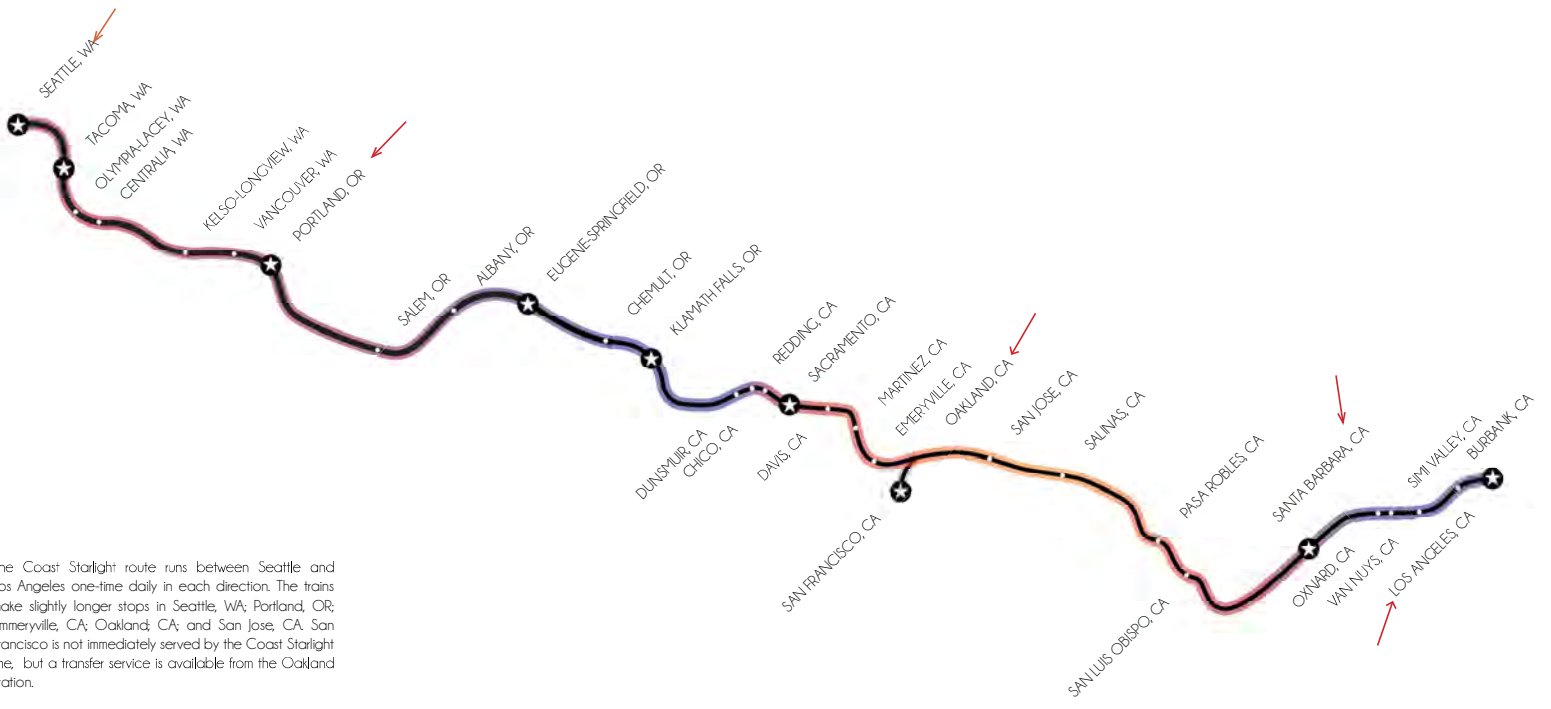 SEATTLE, WA
TACOMA, WA
OLYMPIA-LACEY, WA
CENTRALIA, WA
KELSO-LONGVIEW, WA
VANCOUVER, WA
PORTLAND, OR
SALEM, OR
ALBANY, OR
EUGENE-SPRINGFIELD, OR
CHEMULT, OR
KLAMATH FALLS, OR
DUNSMUIR, CA
CHICO, CA
REDDING, CA
SACRAMENTO, CA
DAVIS, CA
MARTINEZ, CA
EMERYVILLE, CA
OAKLAND, CA
SAN FRANCISCO, CA
SAN JOSE, CA
SALINAS, CA
PASA ROBLES, CA
SAN LUIS OBISPO, CA
SANTA BARBARA, CA
OXNARD, CA
VAN NUYS, CA
SIMI VALLEY, CA
BURBANK, CA
LOS ANGELES, CA
he Coast Starlight route runs between Seattle and
os Angeles one-time daily in each direction. The trains
ake slightly longer stops in Seattle, WA; Portland, OR;
mmeryville, CA; Oakland; CA; and San Jose, CA. San
rancisco is not immediately served by the Coast Starlight
ne, but a transfer service is available from the Oakland
tation.